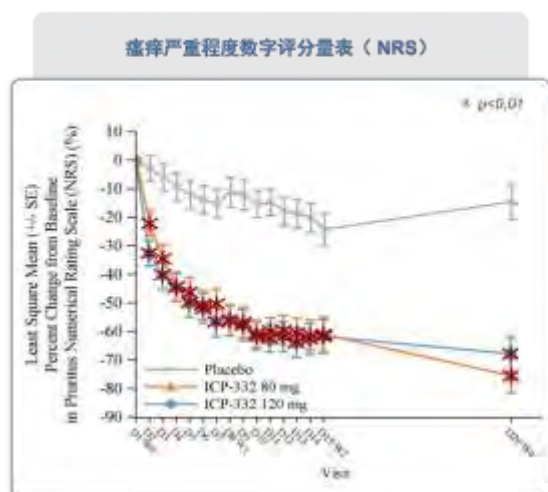 瘙痒严重程度数字评分量表（ NRS）
* p<0.01
Least Square Mean (+/- SE)
Percent Change from Baseline
in Pruritus Numerical Rating Scale (NRS) (%)
10
0
-10
-20
-30
-40
-50
-60
-70
-80
-90
Placebo
ICP-332 80 mg
ICP-332 120 mg
Visit